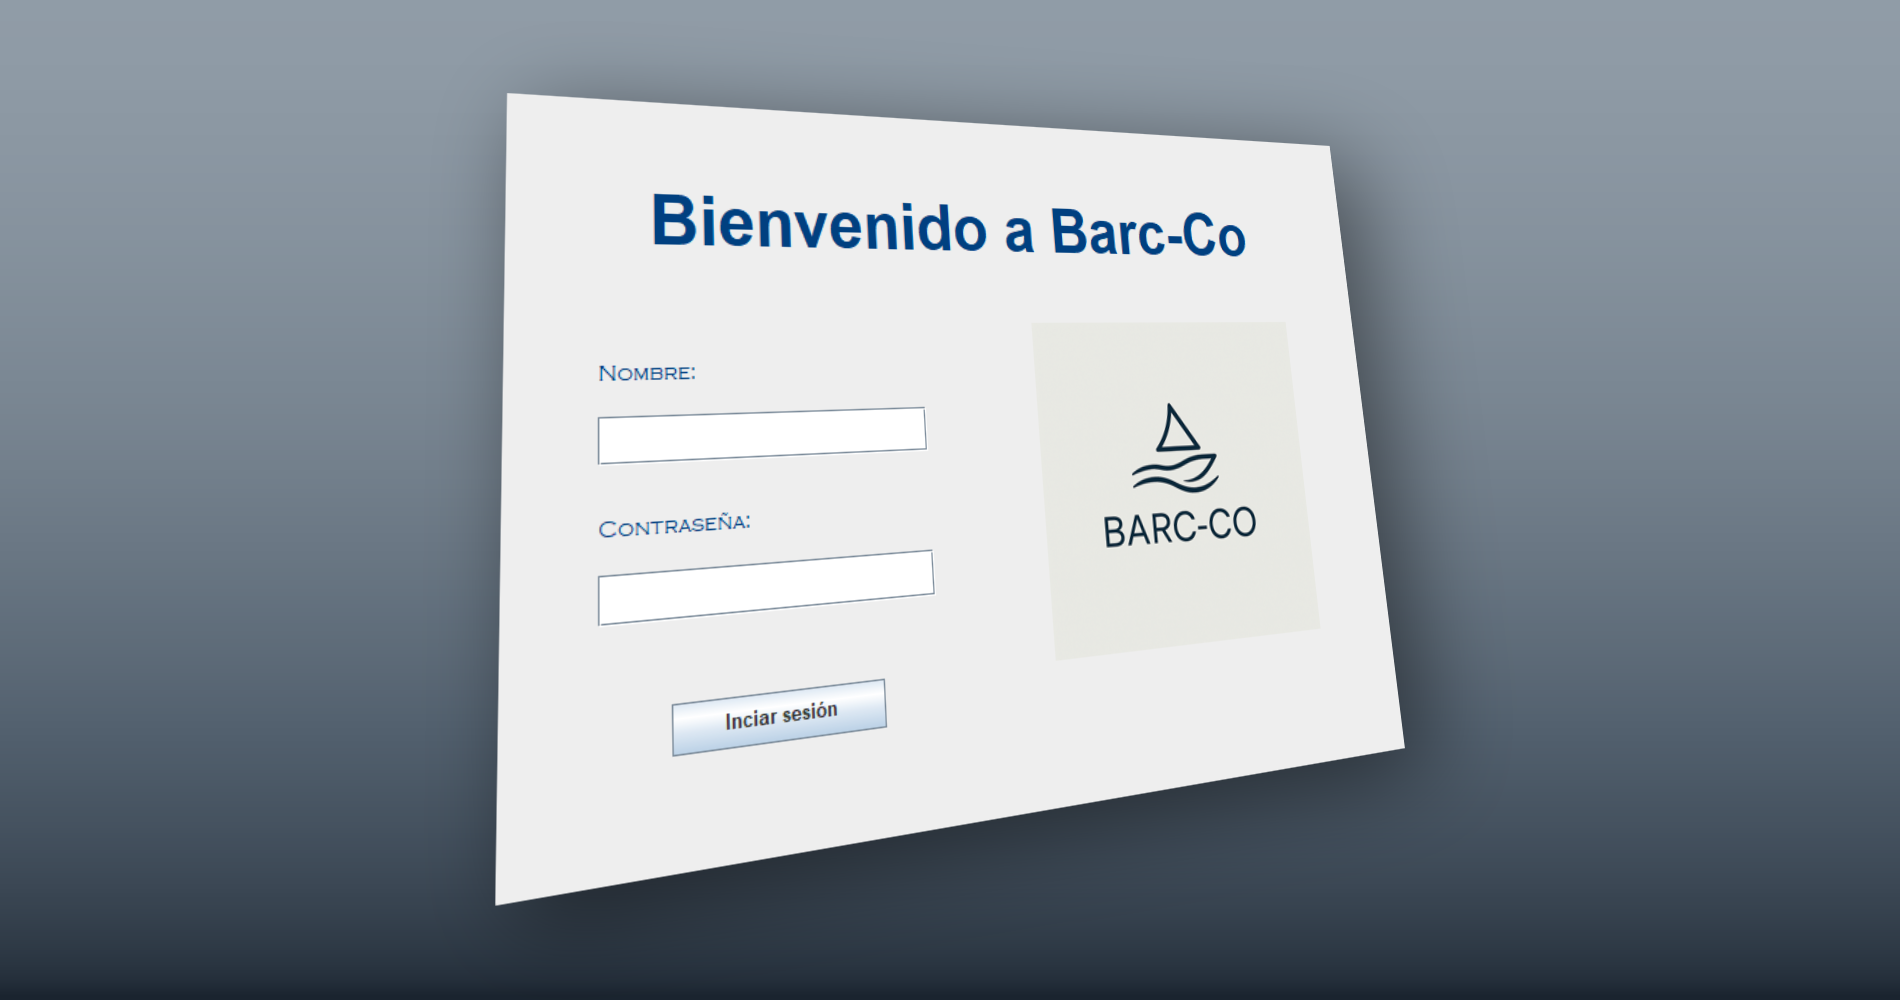 Bienvenido a Barc-Co
Nombre:
Contraseña:
Inciar sesión
BARC-CO